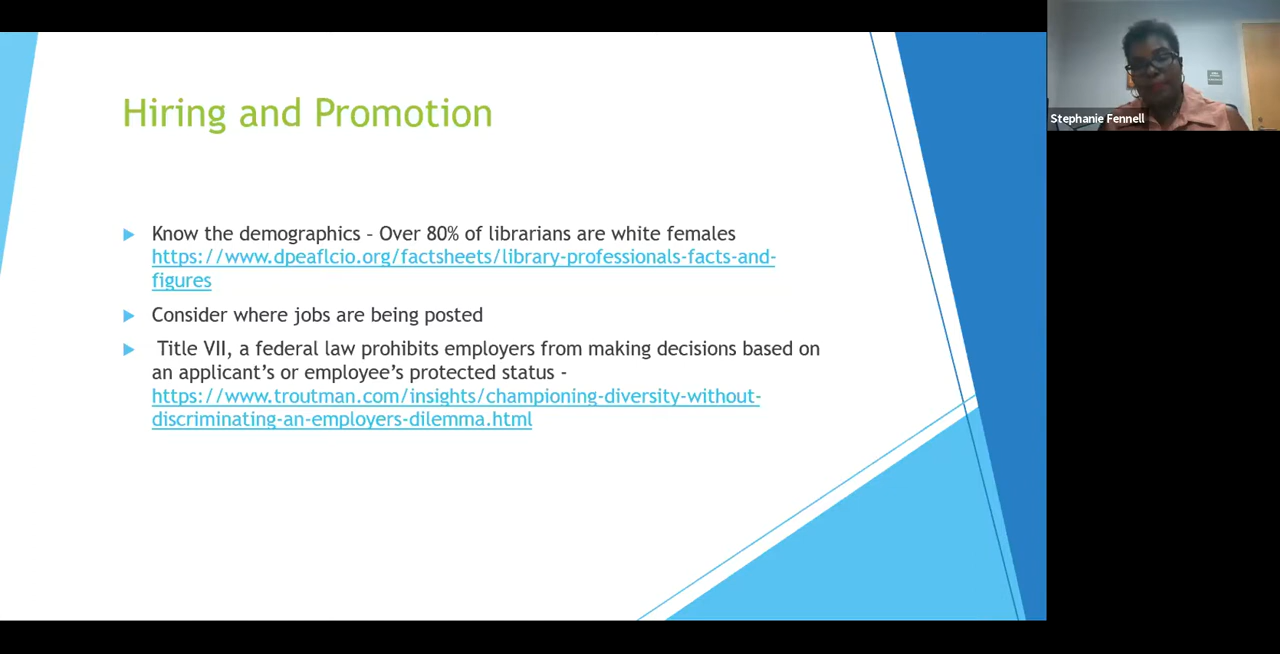 Hiring and Promotion
Know the demographics – Over 80% of librarians are white females
https://www.dpeaflcio.org/factsheets/library-professionals-facts-and-
figures
Consider where jobs are being posted
Title VII, a federal law prohibits employers from making decisions based on
an applicant's or employee's protected status -
https://www.troutman.com/insights/championing-diversity-without-
discriminating-an-employers-dilemma.html
Stephanie Fennell